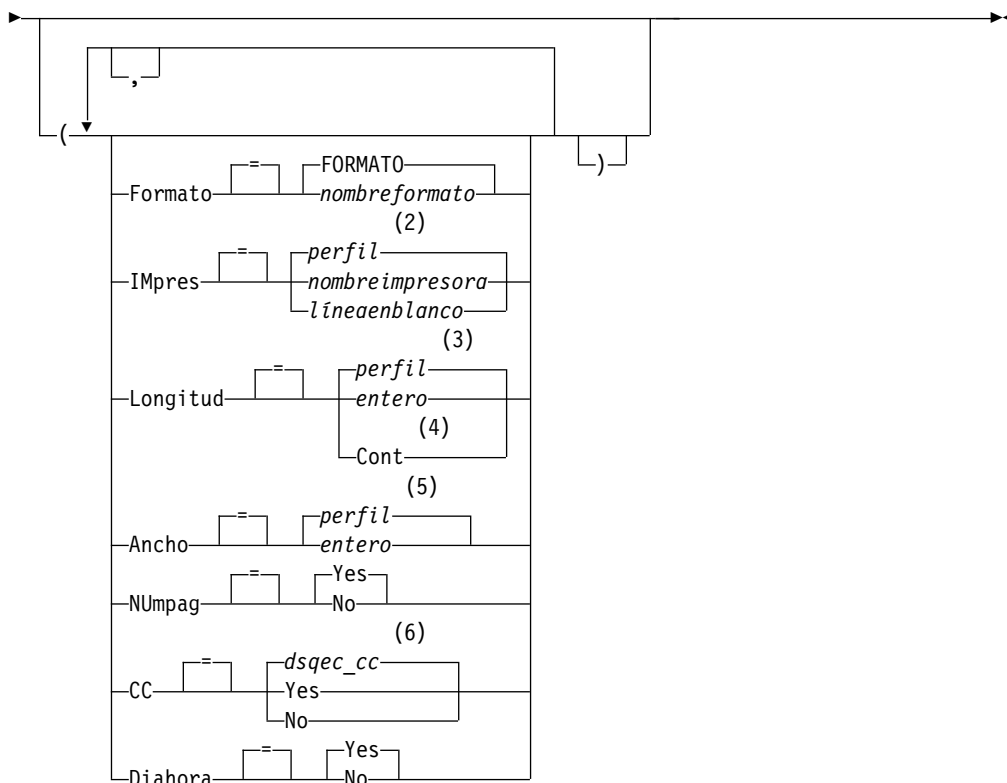 ,
( )
= FORMATO
Formato nombreformato
(2)
= perfil
IMpres nombreimpresora
líneaenblanco
(3)
= perfil
Longitud entero
(4)
Cont
(5)
= perfil
Ancho entero
= Yes
NUmpag No
(6)
= dsqec_cc
CC Yes
No
= Yes
Diahora No